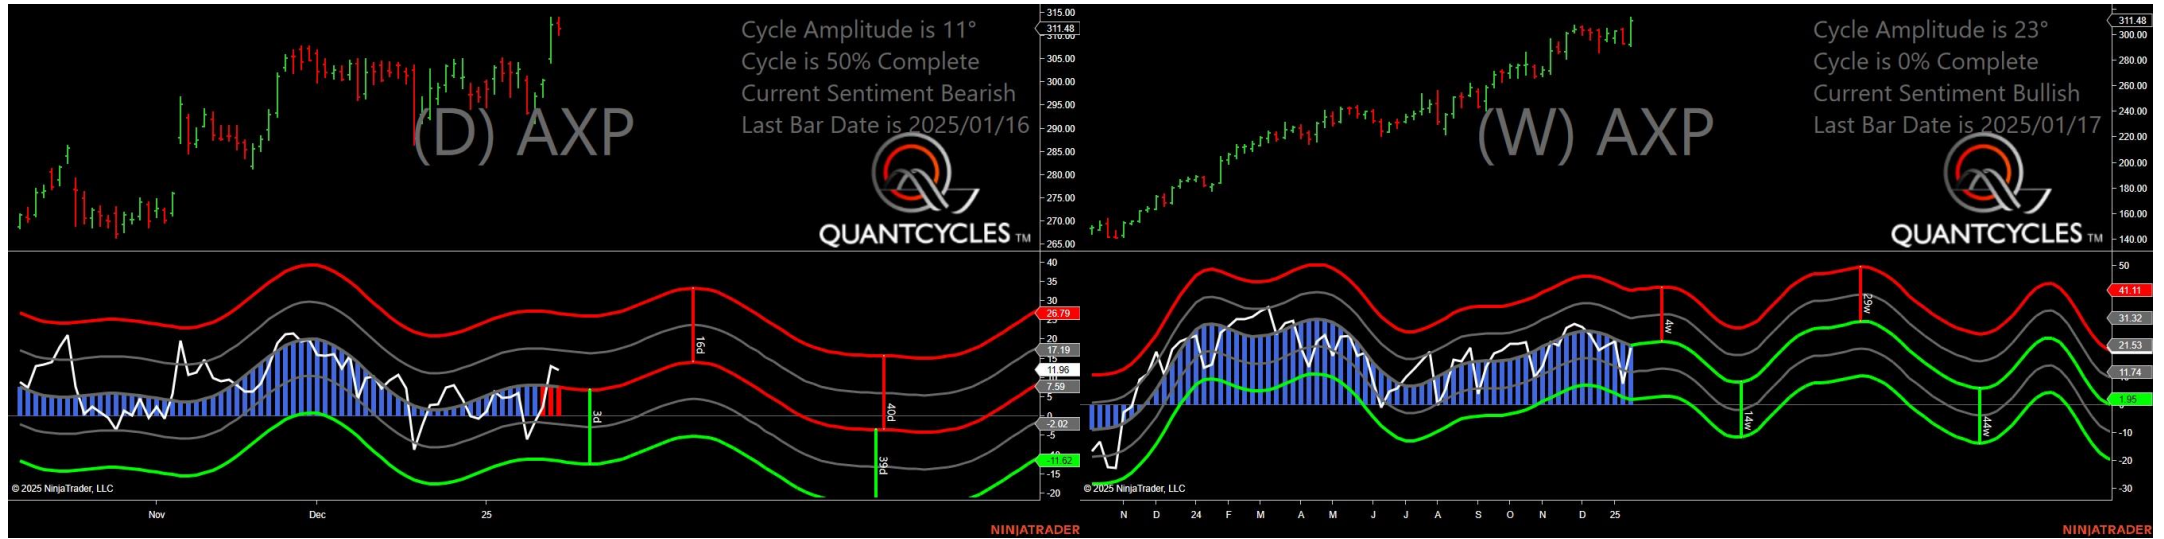 Cycle Amplitude is 11°
Cycle is 50% Complete
Current Sentiment Bearish
Last Bar Date is 2025/01/16
(D) AXP
QUANTCYCLES TM
315.00
311.48
310.00
305.00
300.00
295.00
290.00
285.00
280.00
275.00
270.00
265.00
40
35
30
26.79
25
20
17.19
15
11.96
7.59
5
0
-2.02
-5
-11.62
-15
-20
3d
16d
39d
40d
© 2025 NinjaTrader, LLC
Nov
Dec
25
NINJATRADER
Cycle Amplitude is 23°
Cycle is 0% Complete
Current Sentiment Bullish
Last Bar Date is 2025/01/17
(W) AXP
QUANTCYCLES TM
311.48
300.00
280.00
260.00
240.00
220.00
200.00
180.00
160.00
140.00
50
41.11
31.32
21.53
11.74
1.95
-10
-20
-30
4w
14w
29w
44w
© 2025 NinjaTrader, LLC
N D 24 F M A M J J A S O N D 25
NINJATRADER